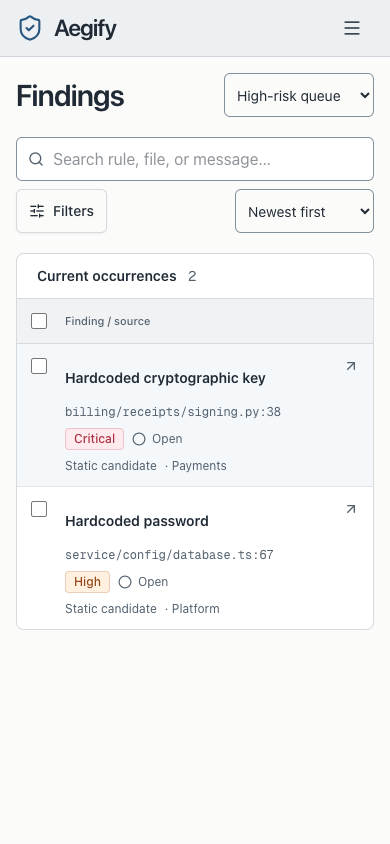 Aegify
Findings
High-risk queue
Search rule, file, or message...
Filters
Newest first
Current occurrences 2
Finding / source
Hardcoded cryptographic key
billing/receipts/signing.py:38
Critical Open
Static candidate · Payments
Hardcoded password
service/config/database.ts:67
High Open
Static candidate · Platform